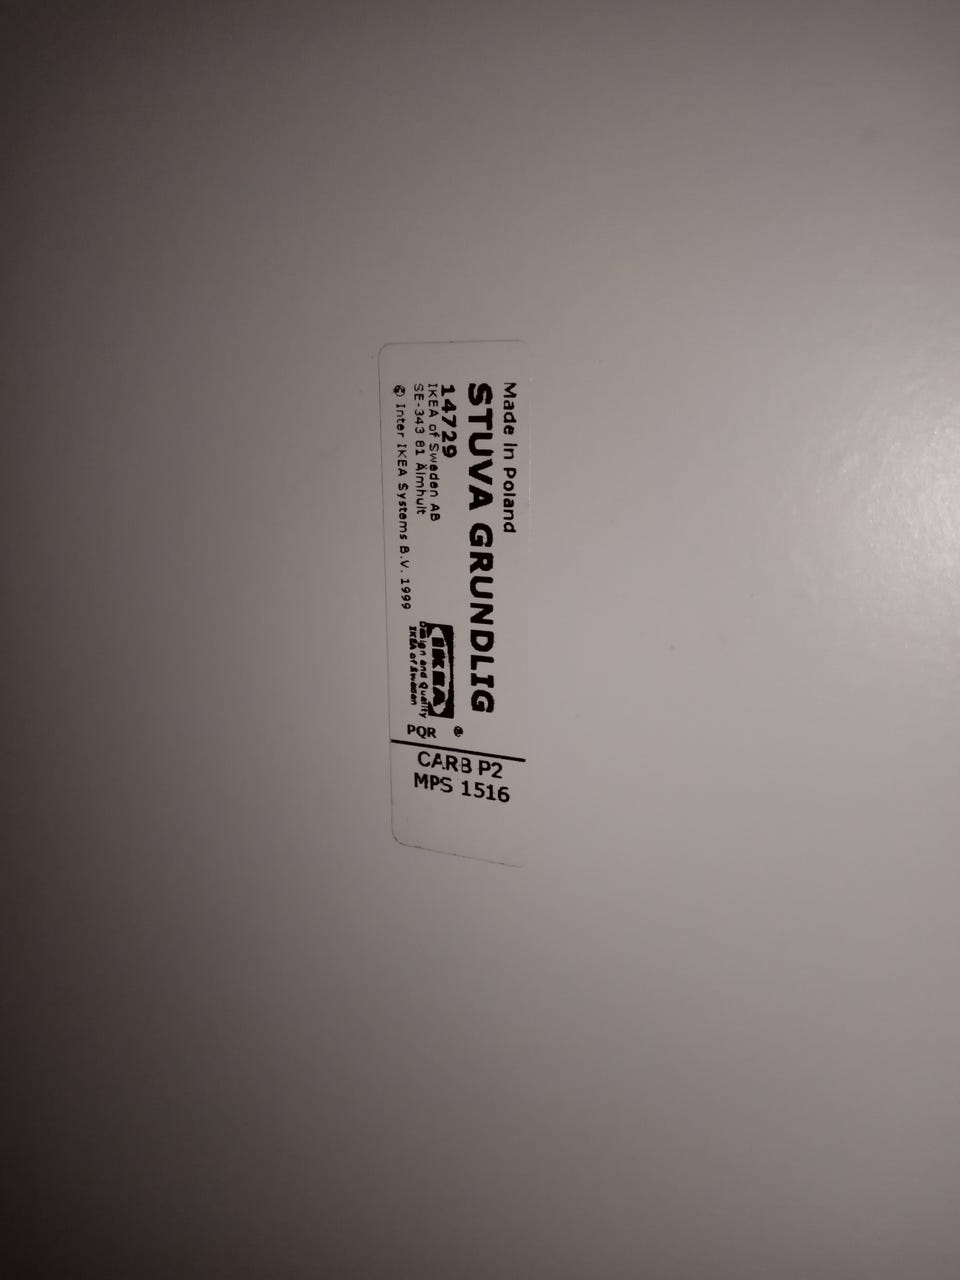 Made in Poland
STUVA GRUNDLIG
14729
IKEA of Sweden AB
SE-343 81 Älmhult
© Inter IKEA Systems B.V. 1999
IKEA®
Design and Quality
IKEA of Sweden
PQR
CARB P2
MPS 1516